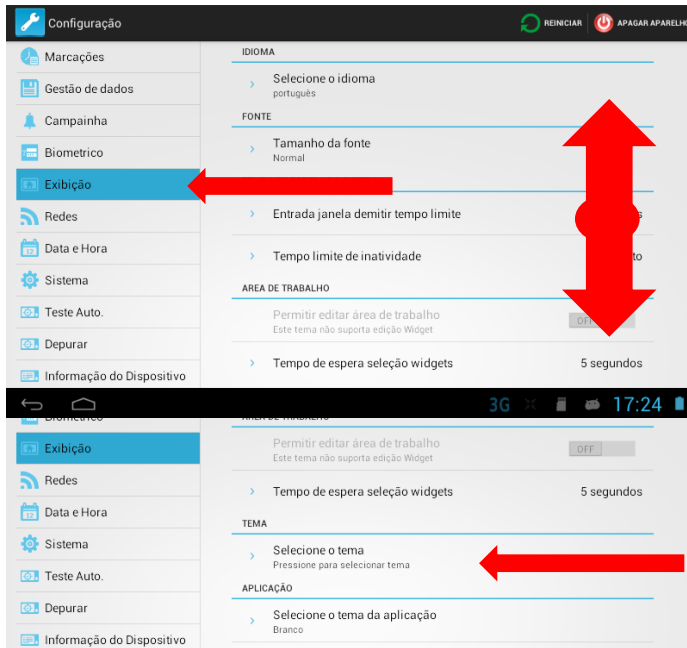 Configuração
REINICIAR
APAGAR APARELHO
Marcações
Gestão de dados
Campainha
Biometrico
Exibição
Redes
Data e Hora
Sistema
Teste Auto.
Depurar
Informação do Dispositivo
IDIOMA
Selecione o idioma
português
FONTE
Tamanho da fonte
Normal
Entrada janela demitir tempo limite
Tempo limite de inatividade
AREA DE TRABALHO
Permitir editar área de trabalho
Este tema não suporta edição Widget
Tempo de espera seleção widgets
5 segundos
3G
17:24
Exibição
Redes
Data e Hora
Sistema
Teste Auto.
Depurar
Informação do Dispositivo
Permitir editar área de trabalho
Este tema não suporta edição Widget
OFF
Tempo de espera seleção widgets
5 segundos
TEMA
Selecione o tema
Pressione para selecionar tema
APLICAÇÃO
Selecione o tema da aplicação
Branco